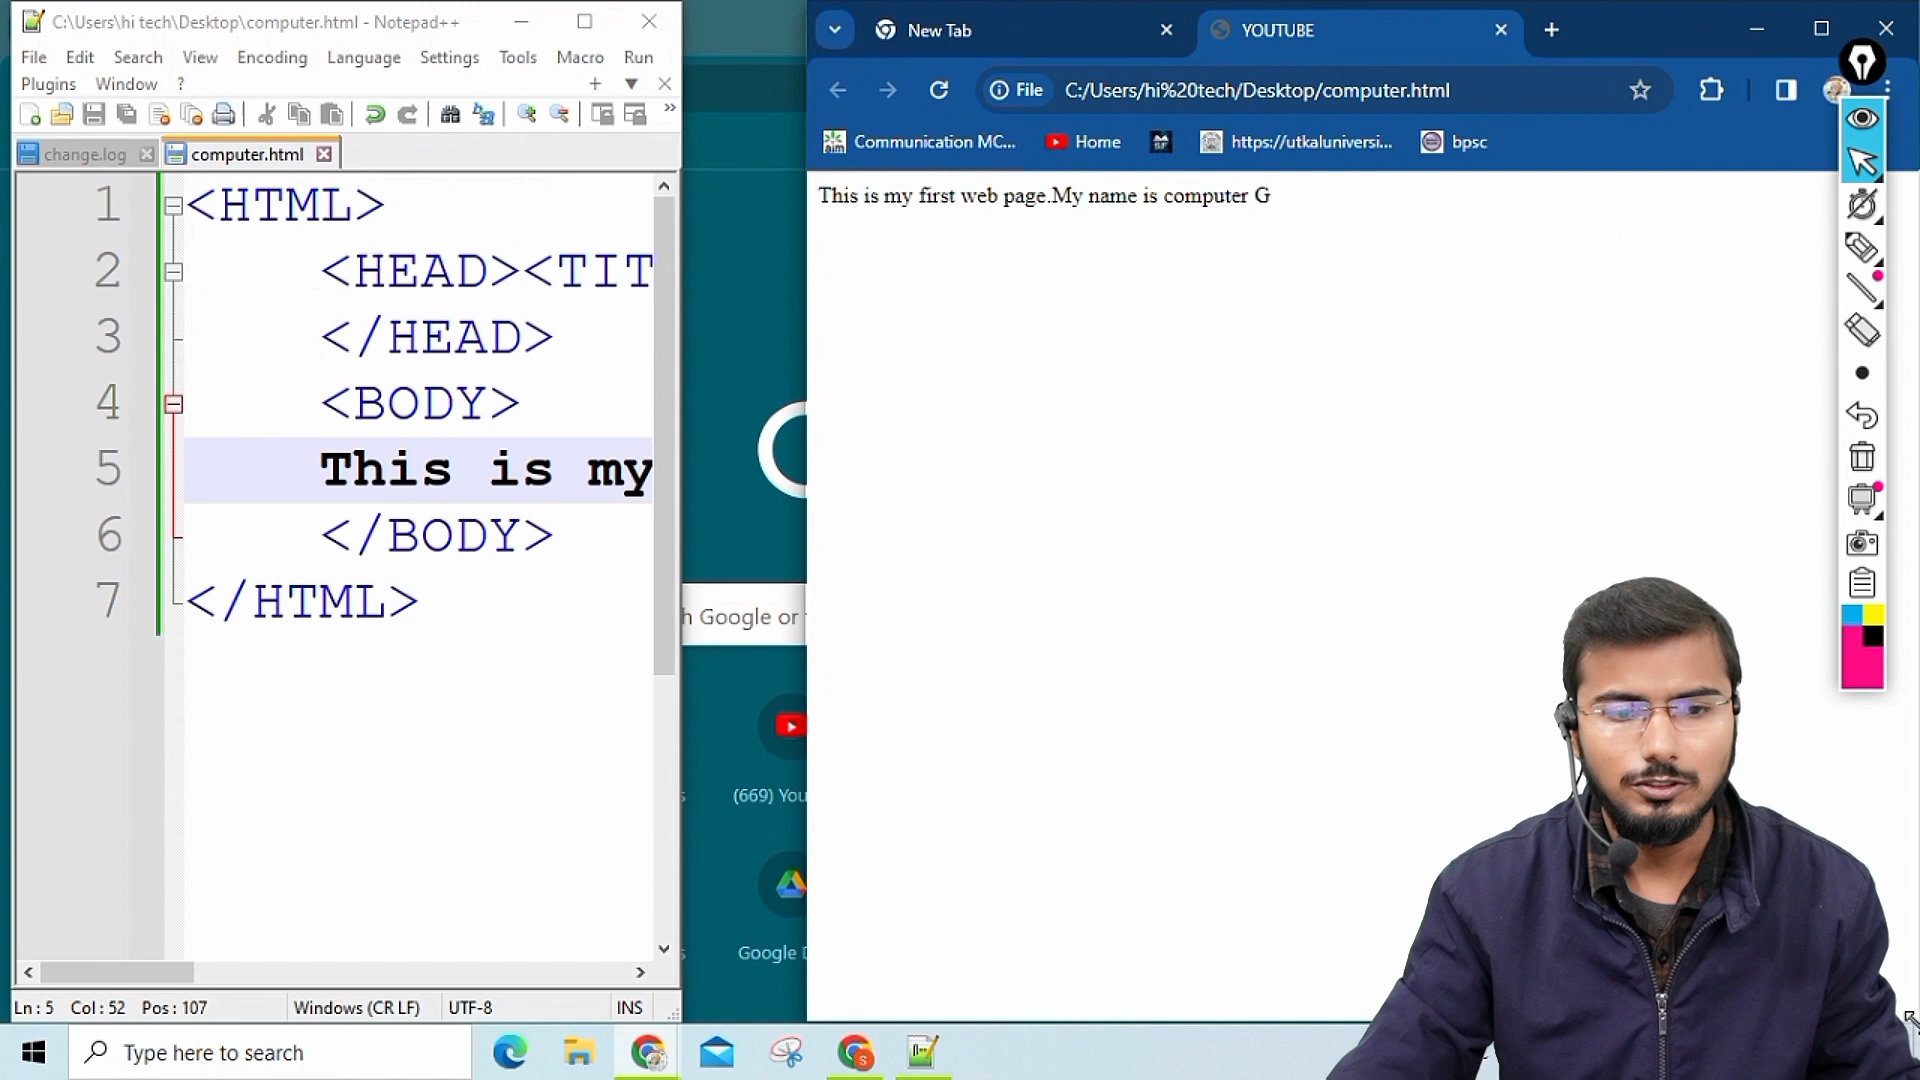 C:\Users\hi tech\Desktop\computer.html - Notepad++
File Edit Search View Encoding Language Settings Tools Macro Run
Plugins Window ?
change.log computer.html
1 <HTML>
2 <HEAD><TIT
3 </HEAD>
4 <BODY>
5 This is my
6 </BODY>
7 </HTML>
Ln : 5 Col : 52 Pos : 107 Windows (CR LF) UTF-8 INS
h Google or
(669) You
Google D
New Tab YOUTUBE
File C:/Users/hi%20tech/Desktop/computer.html
Communication MC... Home https://utkaluniversi... bpsc
This is my first web page.My name is computer G
Type here to search